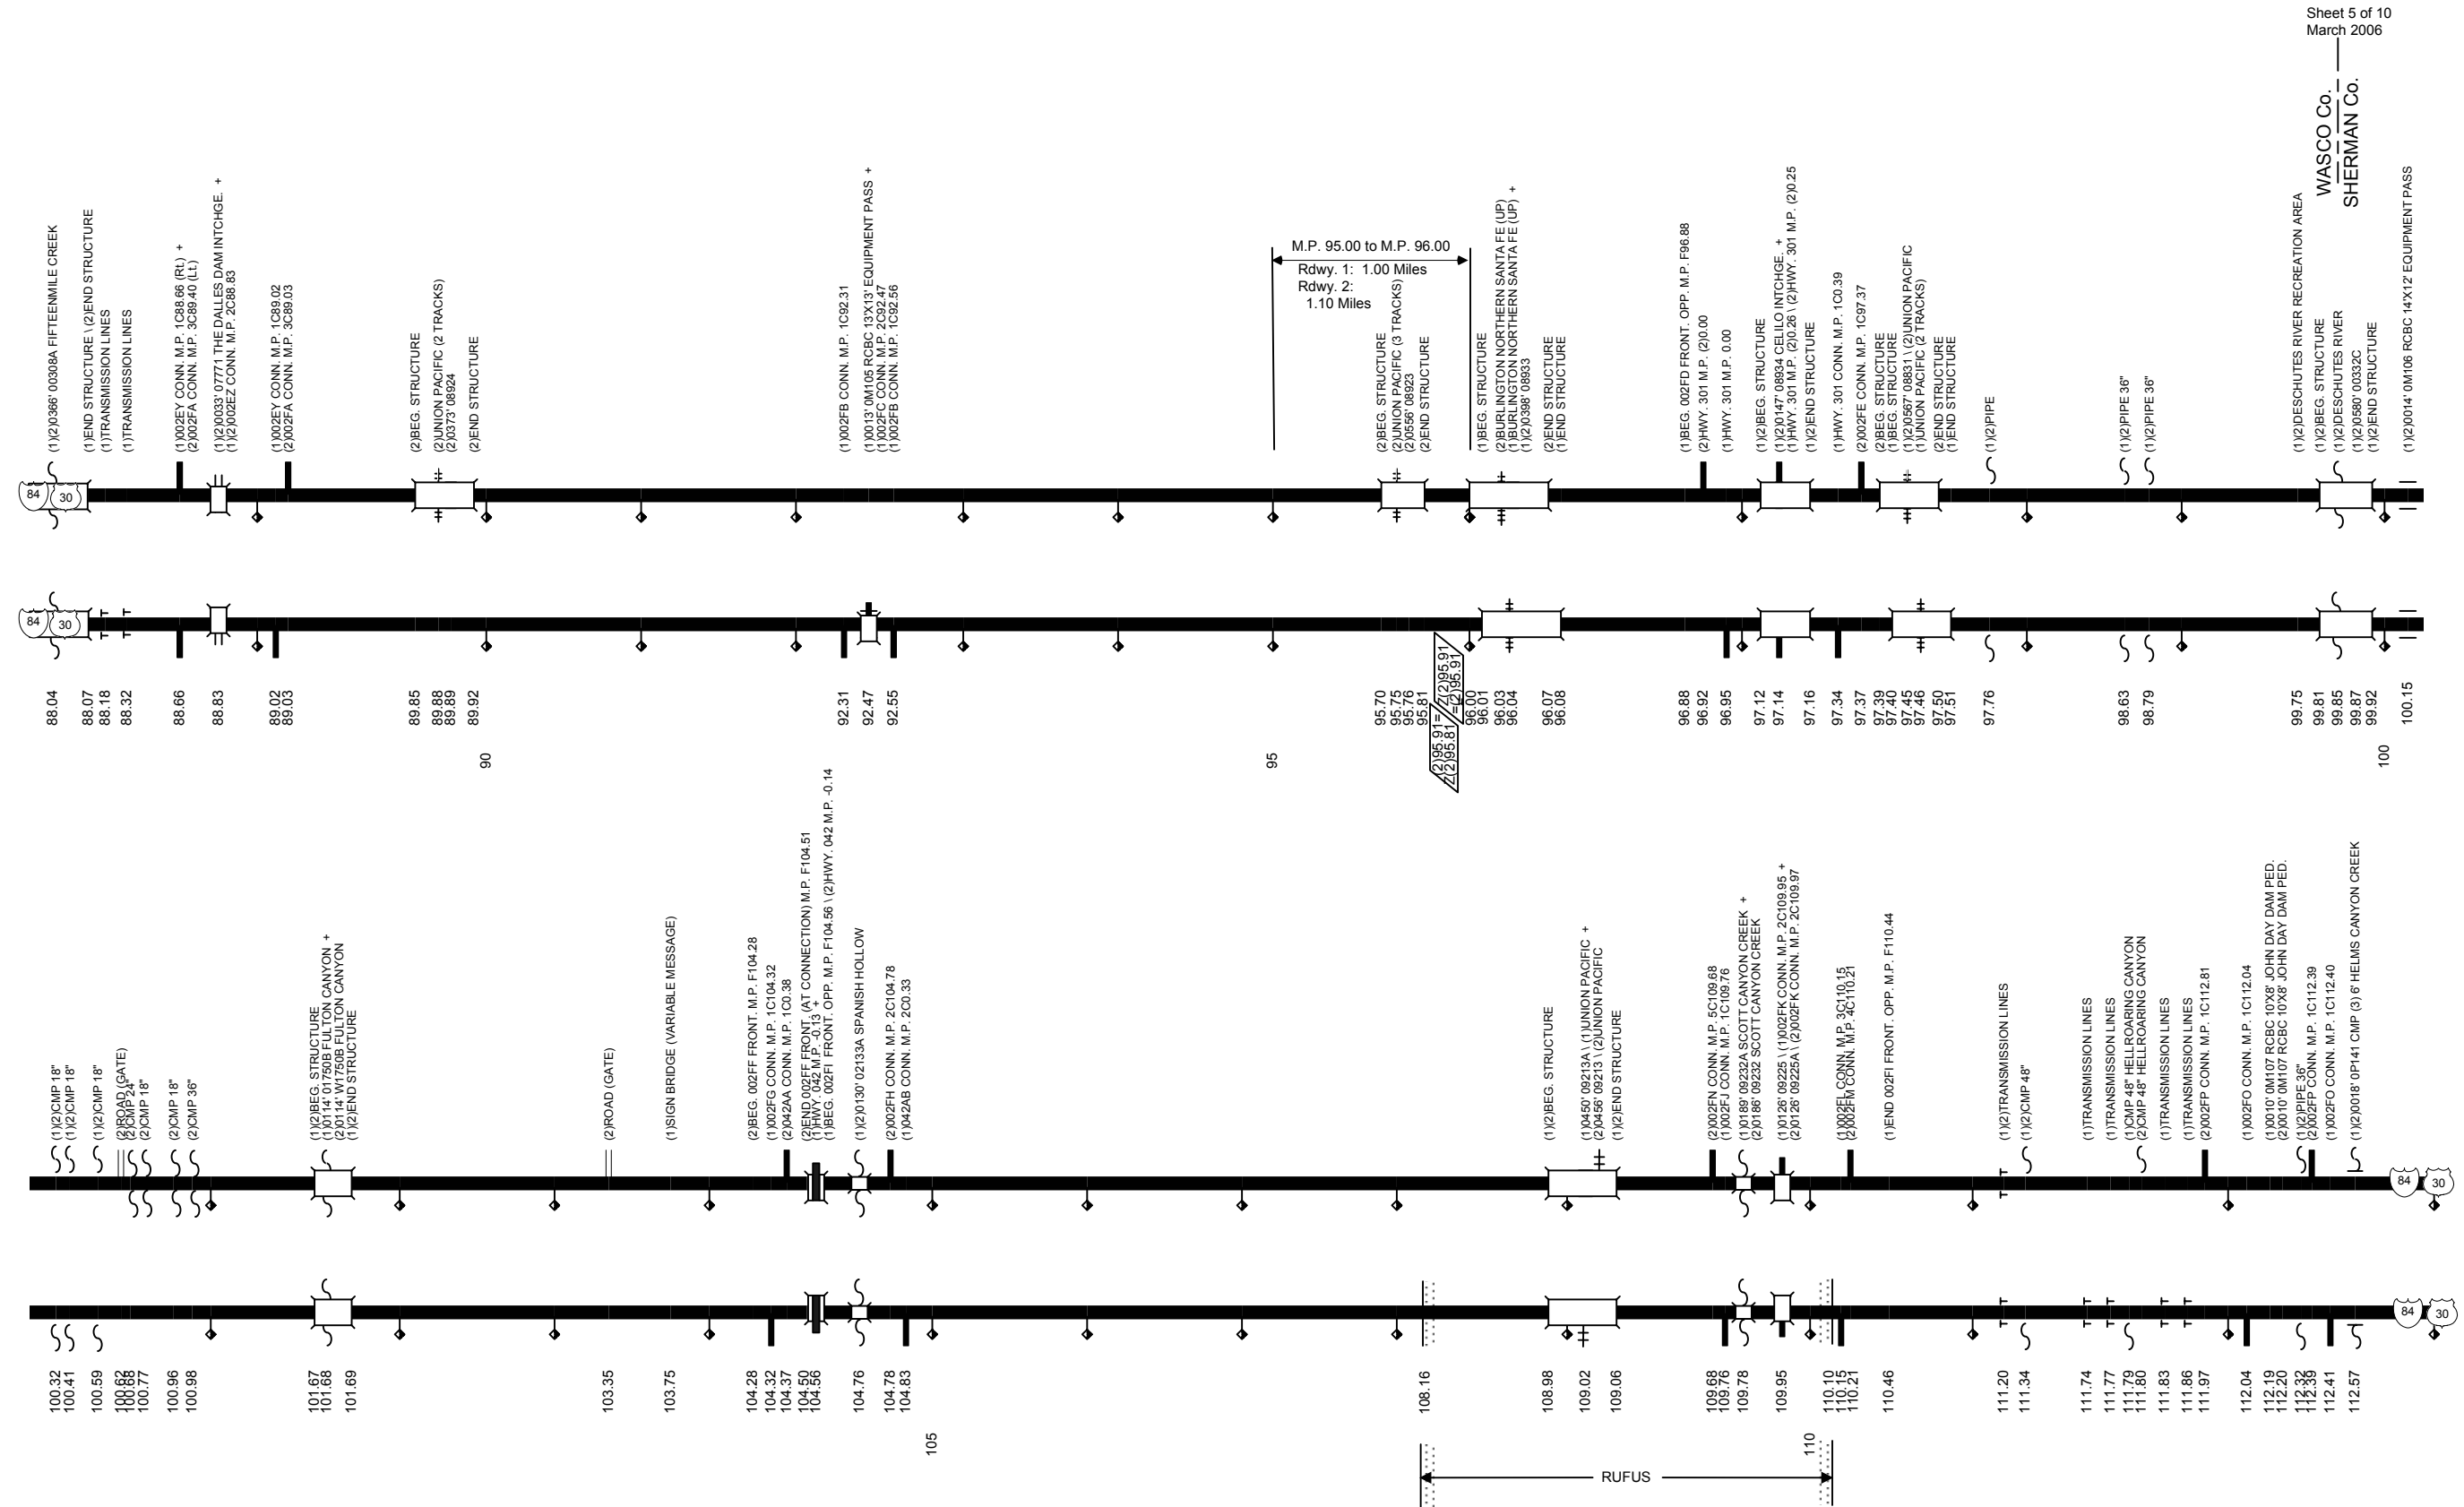 Sheet 5 of 10
March 2006
WASCO Co.
SHERMAN Co.
(1)(2)0366' 00308A FIFTEENMILE CREEK
(1)END STRUCTURE \ (2)END STRUCTURE
(1)TRANSMISSION LINES
(1)TRANSMISSION LINES
(1)002EY CONN. M.P. 1C88.66 (Rt.) +
(2)002FA CONN. M.P. 3C89.40 (Lt.)
(1)(2)0033' 07771 THE DALLES DAM INTCHGE. +
(1)(2)002EZ CONN. M.P. 2C88.83
(1)002EY CONN. M.P. 1C89.02
(2)002FA CONN. M.P. 3C89.03
(2)BEG. STRUCTURE
(2)UNION PACIFIC (2 TRACKS)
(2)0373' 08924
(2)END STRUCTURE
(1)002FB CONN. M.P. 1C92.31
(1)0013' 0M105 RCBC 13'X13' EQUIPMENT PASS +
(1)002FC CONN. M.P. 2C92.47
(1)002FB CONN. M.P. 1C92.56
M.P. 95.00 to M.P. 96.00
Rdwy. 1: 1.00 Miles
Rdwy. 2:
1.10 Miles
(2)BEG. STRUCTURE
(2)UNION PACIFIC (3 TRACKS)
(2)0556' 08923
(2)END STRUCTURE
(1)BEG. STRUCTURE
(2)BURLINGTON NORTHERN SANTA FE (UP)
(1)BURLINGTON NORTHERN SANTA FE (UP) +
(1)(2)0398' 08933
(2)END STRUCTURE
(1)END STRUCTURE
(1)BEG. 002FD FRONT. OPP. M.P. F96.88
(2)HWY. 301 M.P. (2)0.00
(1)HWY. 301 M.P. 0.00
(1)(2)BEG. STRUCTURE
(1)(2)0147' 08934 CELILO INTCHGE. +
(1)HWY. 301 M.P. (2)0.26 \ (2)HWY. 301 M.P. (2)0.25
(1)(2)END STRUCTURE
(1)HWY. 301 CONN. M.P. 1C0.39
(2)002FE CONN. M.P. 1C97.37
(2)BEG. STRUCTURE
(1)BEG. STRUCTURE
(1)(2)0567' 08831 \ (2)UNION PACIFIC
(1)UNION PACIFIC (2 TRACKS)
(2)END STRUCTURE
(1)END STRUCTURE
(1)(2)PIPE
(1)(2)PIPE 36"
(1)(2)PIPE 36"
(1)(2)DESCHUTES RIVER RECREATION AREA
(1)(2)BEG. STRUCTURE
(1)(2)DESCHUTES RIVER
(1)(2)0580' 00332C
(1)(2)END STRUCTURE
(1)(2)0014' 0M106 RCBC 14'X12' EQUIPMENT PASS
84 30
84 30
88.04
88.07
88.18
88.32
88.66
88.83
89.02
89.03
89.85
89.88
89.89
89.92
92.31
92.47
92.55
95.70
95.75
95.76
95.81
(2)95.91=
Z(2)95.81
Z(2)95.91
=(2)95.91
96.00
96.01
96.03
96.04
96.07
96.08
96.88
96.92
96.95
97.12
97.14
97.16
97.34
97.37
97.39
97.40
97.45
97.46
97.50
97.51
97.76
98.63
98.79
99.75
99.81
99.85
99.87
99.92
100.15
90
95
100
(1)(2)CMP 18"
(1)(2)CMP 18"
(1)(2)CMP 18"
(2)ROAD (GATE)
(2)CMP 24"
(2)CMP 18"
(2)CMP 18"
(2)CMP 36"
(1)(2)BEG. STRUCTURE
(1)0114' 01750B FULTON CANYON +
(2)0114' W1750B FULTON CANYON
(1)(2)END STRUCTURE
(2)ROAD (GATE)
(1)SIGN BRIDGE (VARIABLE MESSAGE)
(2)BEG. 002FF FRONT. M.P. F104.28
(1)002FG CONN. M.P. 1C104.32
(2)042AA CONN. M.P. 1C0.38
(2)END 002FF FRONT. (AT CONNECTION) M.P. F104.51
(1)HWY. 042 M.P. -0.13 +
(1)BEG. 002FI FRONT. OPP. M.P. F104.56 \ (2)HWY. 042 M.P. -0.14
(1)(2)0130' 02133A SPANISH HOLLOW
(2)002FH CONN. M.P. 2C104.78
(1)042AB CONN. M.P. 2C0.33
(1)(2)BEG. STRUCTURE
(1)0450' 09213A \ (1)UNION PACIFIC +
(2)0456' 09213 \ (2)UNION PACIFIC
(1)(2)END STRUCTURE
(2)002FN CONN. M.P. 5C109.68
(1)002FJ CONN. M.P. 1C109.76
(1)0189' 09232A SCOTT CANYON CREEK +
(2)0186' 09232 SCOTT CANYON CREEK
(1)0126' 09225 \ (1)002FK CONN. M.P. 2C109.95 +
(2)0126' 09225A \ (2)002FK CONN. M.P. 2C109.97
(1)002FL CONN. M.P. 3C110.15
(2)002FM CONN. M.P. 4C110.21
(1)END 002FI FRONT. OPP. M.P. F110.44
(1)(2)TRANSMISSION LINES
(1)(2)CMP 48"
(1)TRANSMISSION LINES
(1)TRANSMISSION LINES
(1)CMP 48" HELLROARING CANYON
(2)CMP 48" HELLROARING CANYON
(1)TRANSMISSION LINES
(1)TRANSMISSION LINES
(2)002FP CONN. M.P. 1C112.81
(1)002FO CONN. M.P. 1C112.04
(1)0010' 0M107 RCBC 10'X8' JOHN DAY DAM PED.
(2)0010' 0M107 RCBC 10'X8' JOHN DAY DAM PED.
(1)(2)PIPE 36"
(2)002FP CONN. M.P. 1C112.39
(1)002FO CONN. M.P. 1C112.40
(1)(2)0018' 0P141 CMP (3) 6' HELMS CANYON CREEK
84 30
84 30
100.32
100.41
100.59
100.62
100.68
100.77
100.96
100.98
101.67
101.68
101.69
103.35
103.75
104.28
104.32
104.37
104.50
104.56
104.76
104.78
104.83
108.16
108.98
109.02
109.06
109.68
109.76
109.78
109.95
110.10
110.15
110.21
110.46
111.20
111.34
111.74
111.77
111.79
111.80
111.83
111.86
111.97
112.04
112.19
112.20
112.32
112.39
112.41
112.57
105
110
RUFUS